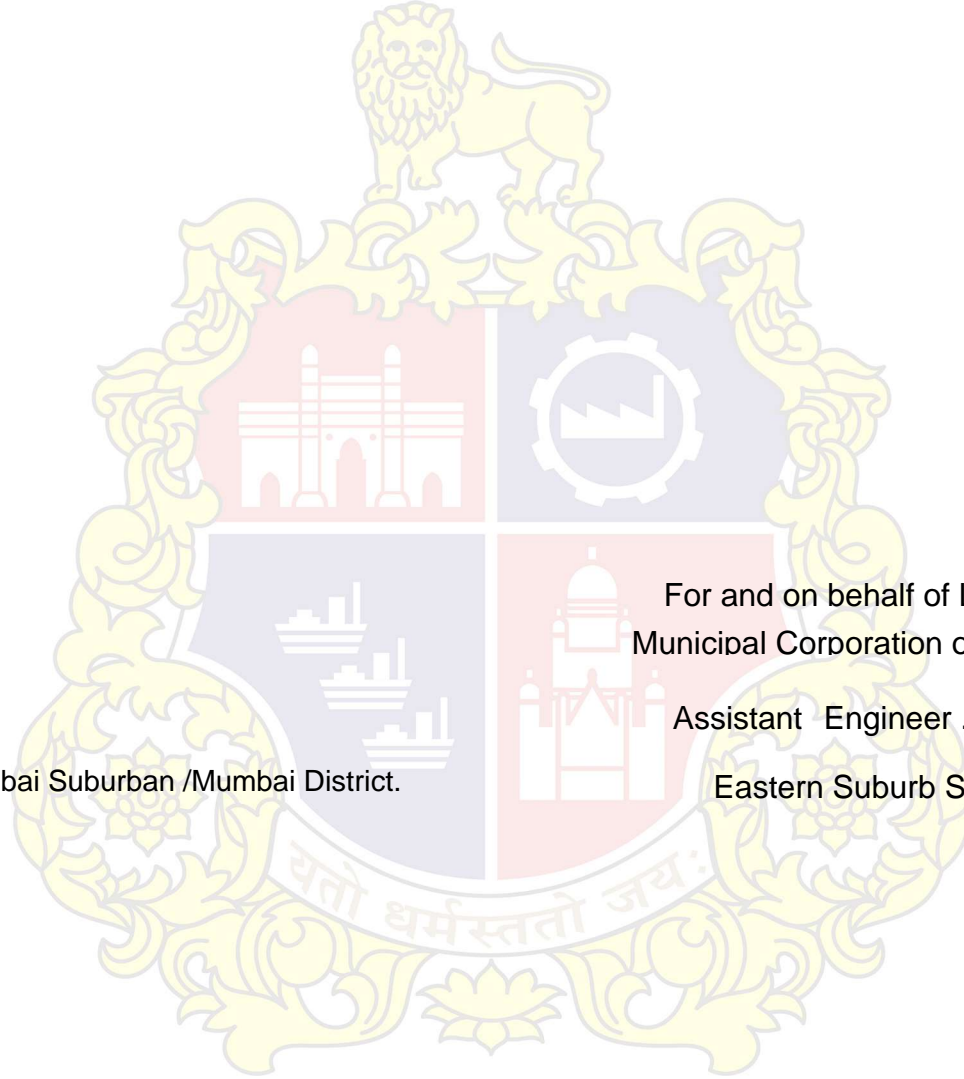 For and on behalf of
Municipal Corporation
Assistant Engineer
bai Suburban /Mumbai District.
Eastern Suburb S
यतो धर्मस्ततो जय: